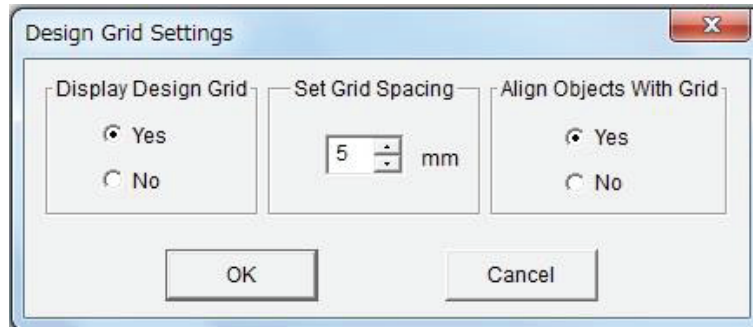 Design Grid Settings
Display Design Grid
Yes
No
Set Grid Spacing
5 mm
Align Objects With Grid
Yes
No
OK
Cancel